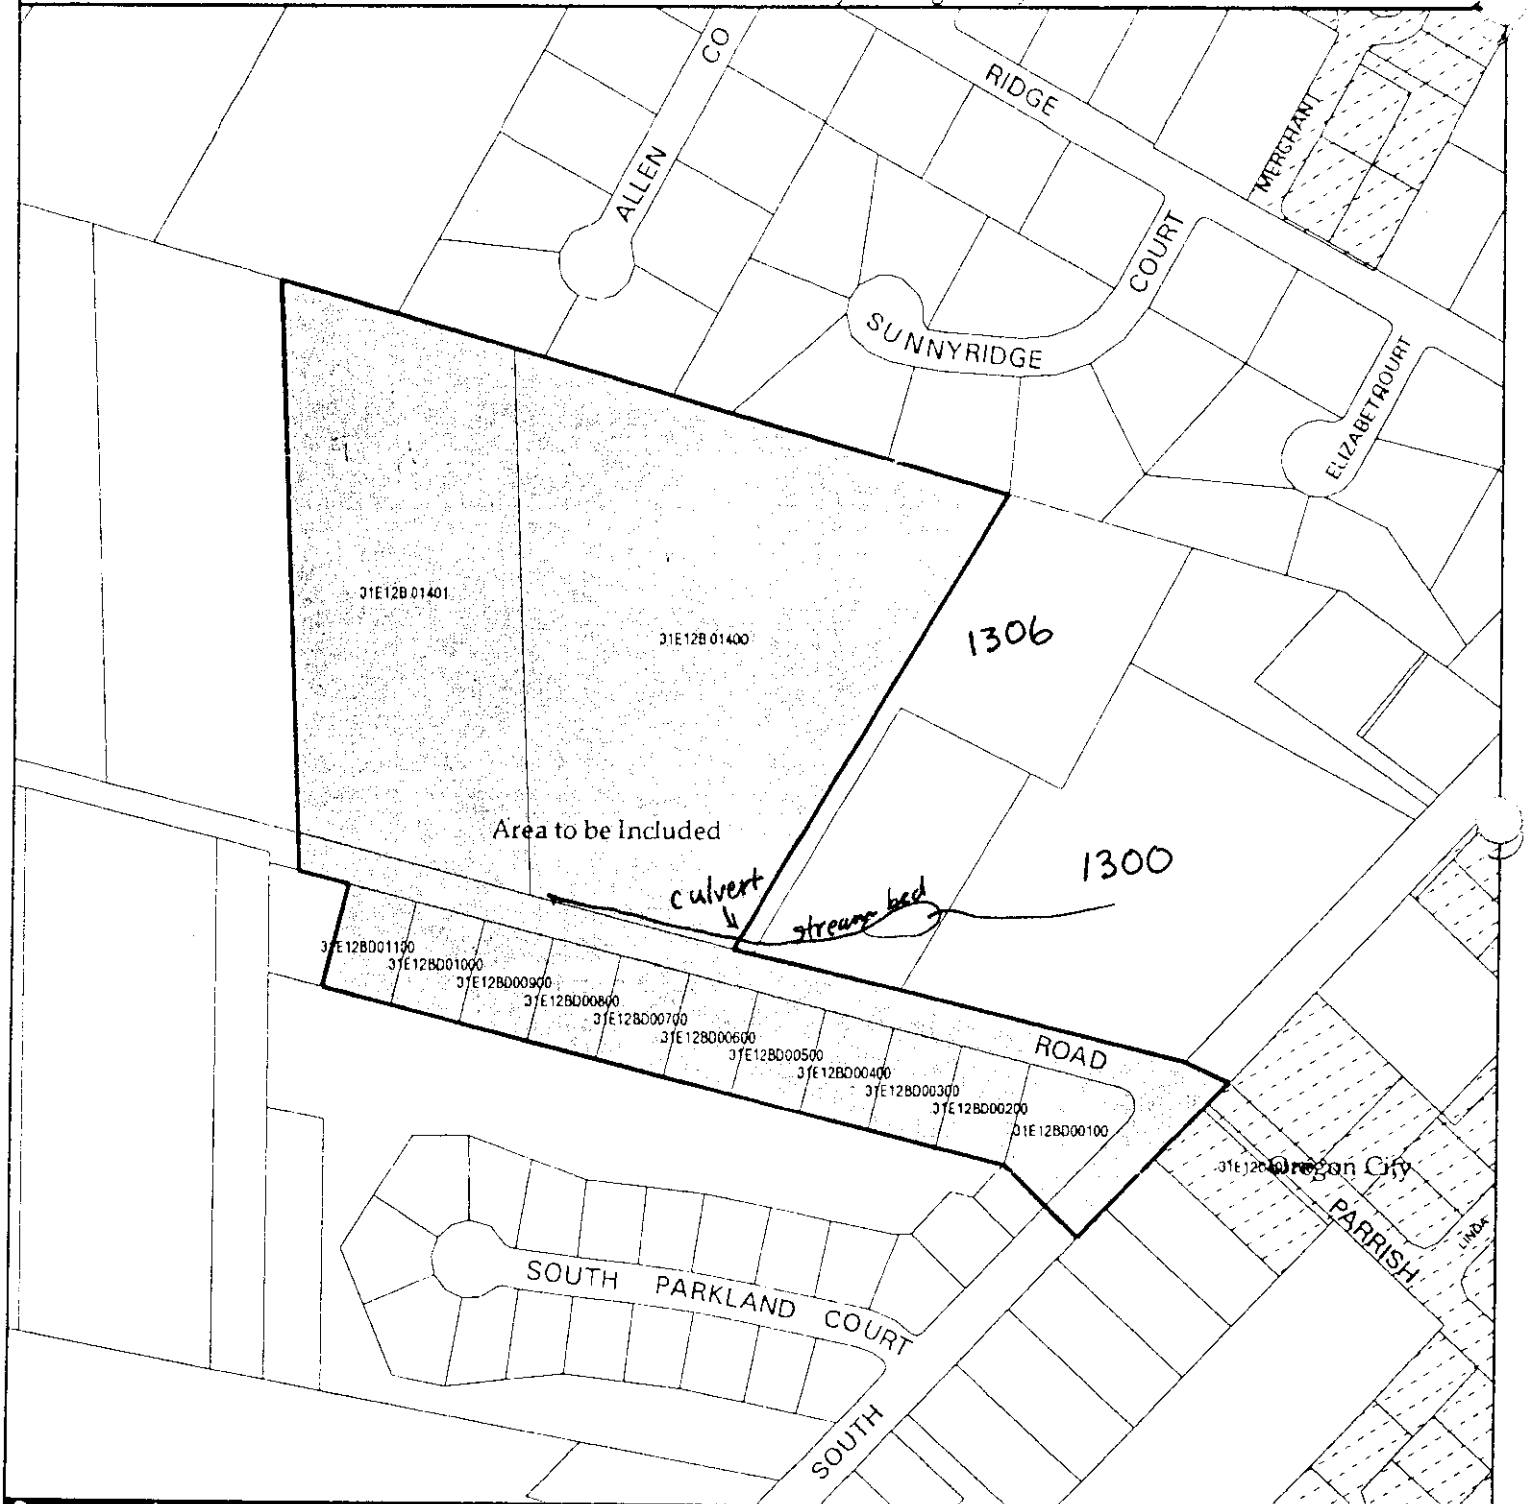 CO
RIDGE
MERCHANT
ALLEN
COURT
SUNNYRIDGE
ELIZABETH COURT
31E12B 01401
31E12B 01400
1306
Area to be Included
1300
culvert
stream bed
31E12BD01100
31E12BD01000
31E12BD00900
31E12BD00800
31E12BD00700
31E12BD00600
31E12BD00500
31E12BD00400
31E12BD00300
31E12BD00200
31E12BD00100
ROAD
Oregon City
PARRISH
LINDA
SOUTH PARKLAND COURT
SOUTH